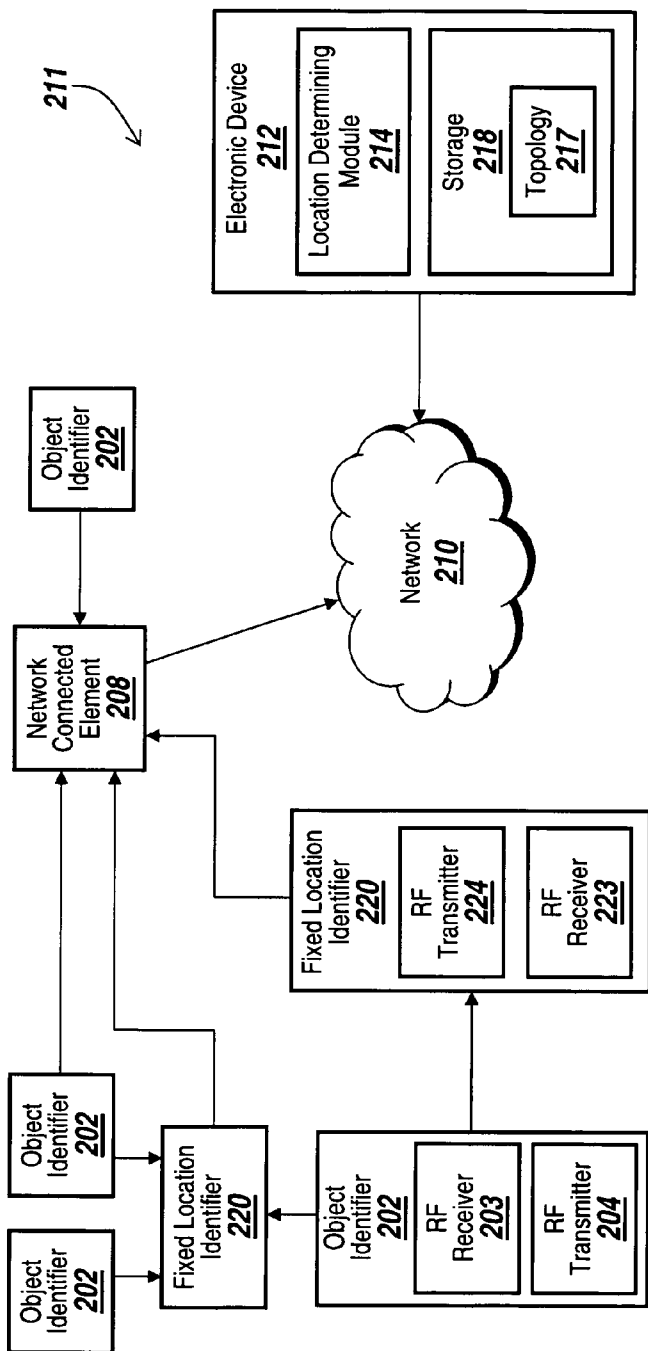 211
Object
Identifier
202
Object
Identifier
202
Object
Identifier
202
Network
Connected
Element
208
Fixed Location
Identifier
220
Object
Identifier
202
RF
Receiver
203
RF
Transmitter
204
Fixed Location
Identifier
220
RF
Transmitter
224
RF
Receiver
223
Network
210
Electronic Device
212
Location Determining
Module
214
Storage
218
Topology
217